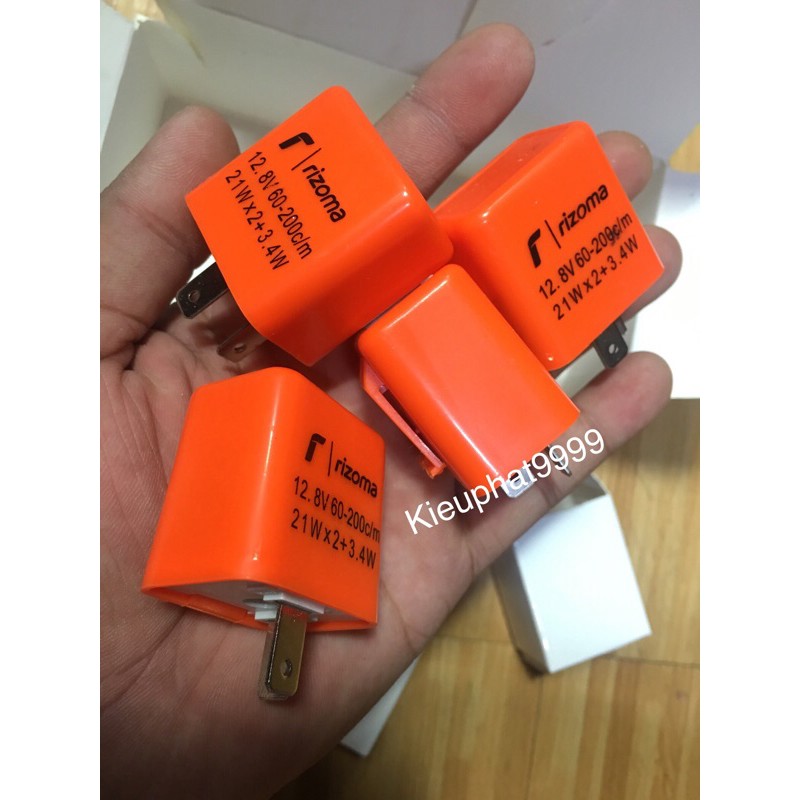 r | rizoma
12.8V 60-200c/m
21W x 2+3.4W
r | rizoma
12.8V 60-200c/m
21W x 2+3.4W
r | rizoma
12.8V 60-200c/m
21W x 2+3.4W
Kieuphat9999